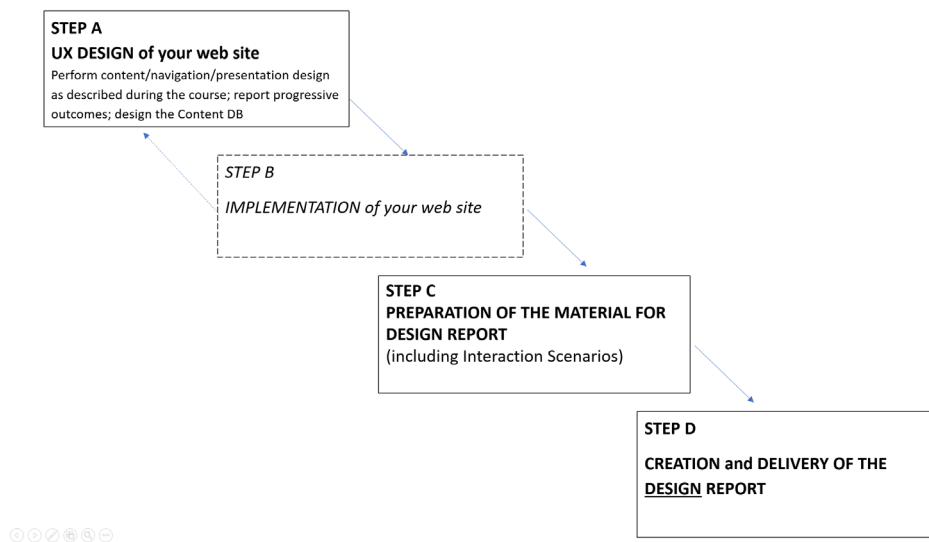 STEP A
UX DESIGN of your web site
Perform content/navigation/presentation design
as described during the course; report progressive
outcomes; design the Content DB
STEP B
IMPLEMENTATION of your web site
STEP C
PREPARATION OF THE MATERIAL FOR
DESIGN REPORT
(including Interaction Scenarios)
STEP D
CREATION and DELIVERY OF THE
DESIGN REPORT